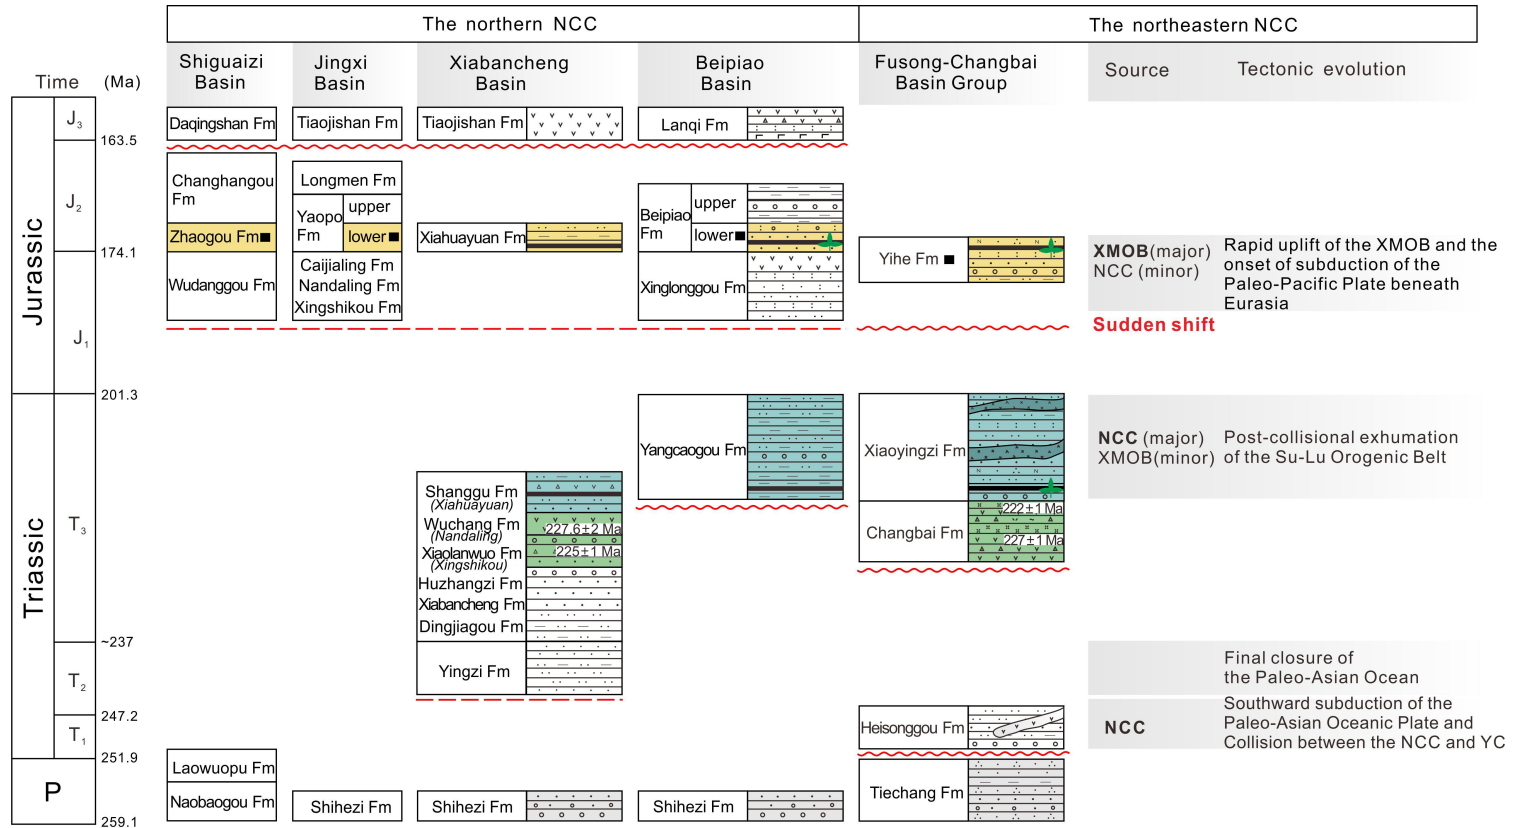 The northern NCC
The northeastern NCC
Time
(Ma)
Shiguaizi
Basin
Jingxi
Basin
Xiabancheng
Basin
Beipiao
Basin
Fusong-Changbai
Basin Group
Source
Tectonic evolution
Jurassic
Triassic
P
J3
J2
J1
T3
T2
T1
163.5
174.1
201.3
~237
247.2
251.9
259.1
Daqingshan Fm
Changhangou
Fm
Zhaogou Fm
Wudanggou Fm
Laowuopu Fm
Naobaogou Fm
Tiaojishan Fm
Longmen Fm
Yaopo
Fm
upper
lower
Caijialing Fm
Nandaling Fm
Xingshikou Fm
Shihezi Fm
Tiaojishan Fm
Xiahuayuan Fm
Shanggu Fm
(Xiahuayuan)
Wuchang Fm
(Nandaling)
227.6±2 Ma
Xiaolanwuo Fm
(Xingshikou)
225±1 Ma
Huzhangzi Fm
Xiabancheng Fm
Dingjiagou Fm
Yingzi Fm
Shihezi Fm
Lanqi Fm
Beipiao
Fm
upper
lower
Xinglonggou Fm
Yangcaogou Fm
Shihezi Fm
Yihe Fm
Xiaoyingzi Fm
Changbai Fm
222±1 Ma
227±1 Ma
Heisonggou Fm
Tiechang Fm
XMOB(major)
NCC (minor)
Rapid uplift of the XMOB and the
onset of subduction of the
Paleo-Pacific Plate beneath
Eurasia
Sudden shift
NCC (major)
XMOB(minor)
Post-collisional exhumation
of the Su-Lu Orogenic Belt
Final closure of
the Paleo-Asian Ocean
NCC
Southward subduction of the
Paleo-Asian Oceanic Plate and
Collision between the NCC and YC